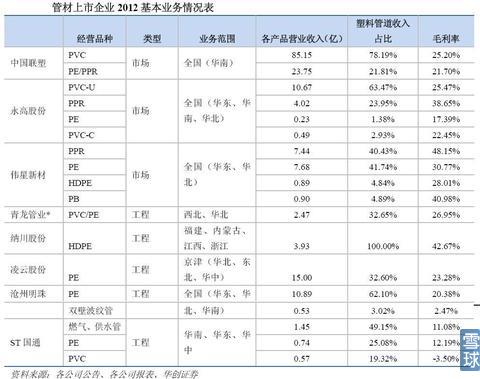 管材上市企业 2012 基本业务情况表
经营品种 类型 业务范围 各产品营业收入(亿) 塑料管道收入占比 毛利率
中国联塑 PVC 市场 全国（华南） 85.15 78.19% 25.20%
PE/PPR 23.75 21.81% 21.70%
永高股份 PVC-U 市场 全国（华东、华南、华北） 10.67 63.47% 25.47%
PPR 4.02 23.95% 38.65%
PE 0.23 1.38% 17.39%
PVC-C 0.49 2.93% 22.45%
伟星新材 PPR 市场 全国（华东、华北） 7.44 40.43% 48.15%
PE 7.68 41.74% 30.77%
HDPE 0.89 4.84% 28.01%
PB 0.90 4.89% 40.98%
青龙管业* PVC/PE 工程 西北、华北 2.47 32.65% 26.95%
纳川股份 HDPE 工程 福建、内蒙古、江西、浙江 3.93 100.00% 42.67%
凌云股份 PE 工程 京津（华北、东北、华中） 15.00 32.60% 23.28%
沧州明珠 PE 工程 全国（华东、华北、华南） 10.89 62.10% 20.38%
双壁波纹管 0.53 3.02% 2.47%
ST 国通 燃气、供水管 工程 华南、华东、华中 1.45 49.15% 11.08%
PE 0.74 25.08% 12.19%
PVC 0.57 19.32% -3.50%
资料来源：各公司公告、各公司报表，华创证券
雪球